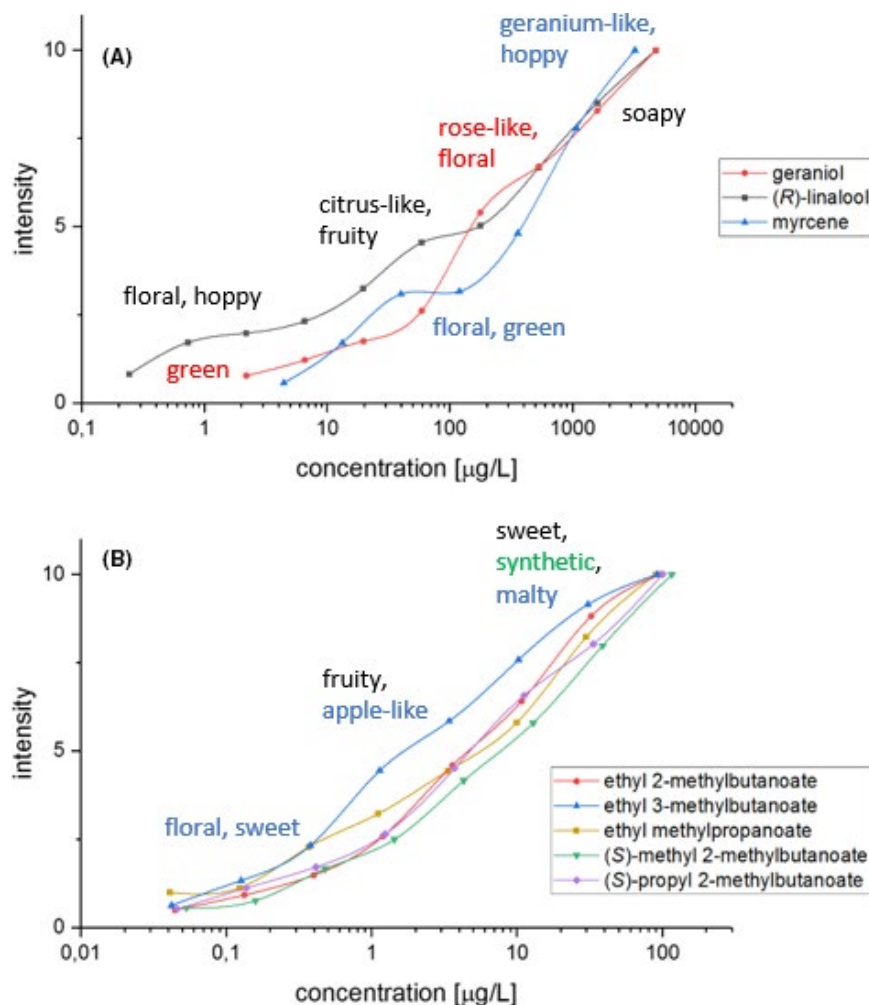 (A)
geranium-like,
hoppy
10
rose-like,
floral
soapy
geraniol
(R)-linalool
myrcene
intensity
citrus-like,
fruity
5
floral, hoppy
floral, green
green
0
0,1
1
10
100
1000
10000
concentration [µg/L]
(B)
sweet,
synthetic,
malty
10
fruity,
apple-like
intensity
5
ethyl 2-methylbutanoate
ethyl 3-methylbutanoate
ethyl methylpropanoate
(S)-methyl 2-methylbutanoate
(S)-propyl 2-methylbutanoate
floral, sweet
0
0,01
0,1
1
10
100
concentration [µg/L]